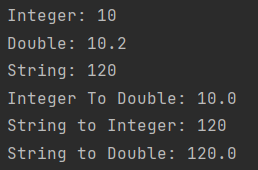 Integer: 10
Double: 10.2
String: 120
Integer To Double: 10.0
String to Integer: 120
String to Double: 120.0